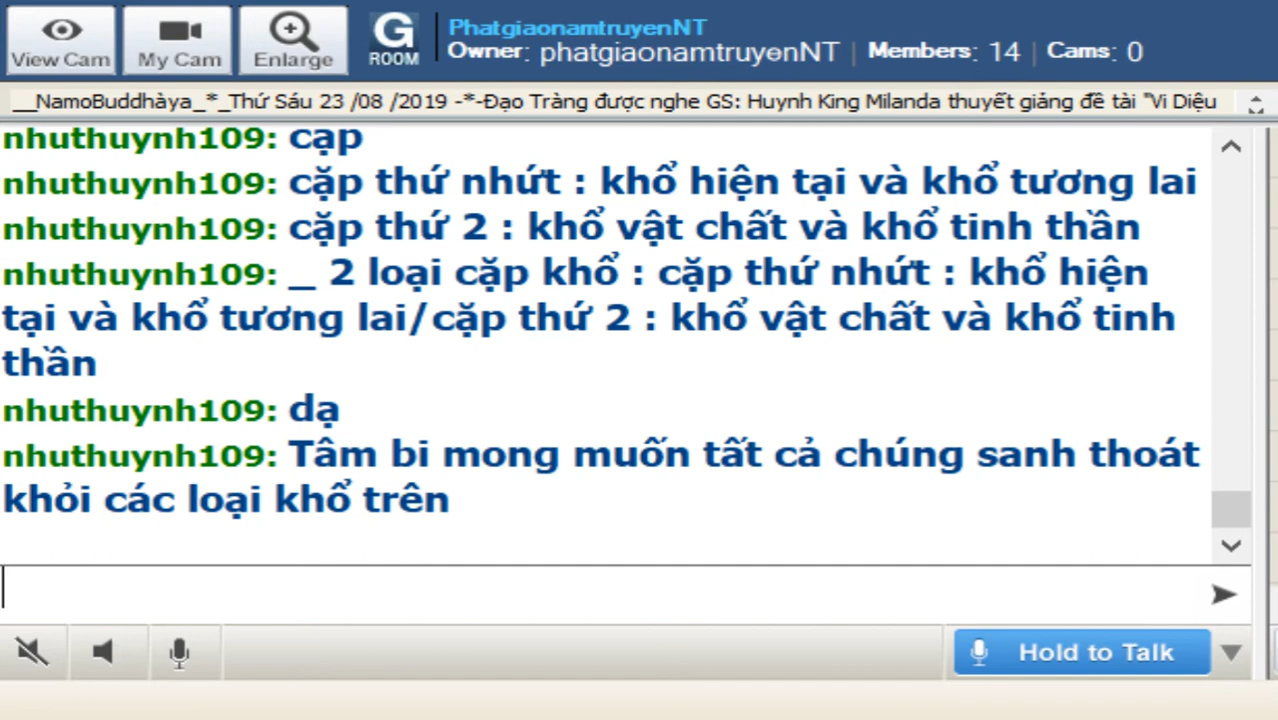 View Cam
My Cam
Enlarge
G
ROOM
PhatgiaonamtruyenNT
Owner: phatgiaonamtruyenNT | Members: 14 | Cams: 0
__NamoBuddhàya_*_Thứ Sáu 23 /08 /2019 -*-Đạo Tràng được nghe GS: Huynh King Milanda thuyết giảng đề tài "Vi Diệu
nhuthuynh109: cặp
nhuthuynh109: cặp thứ nhứt : khổ hiện tại và khổ tương lai
nhuthuynh109: cặp thứ 2 : khổ vật chất và khổ tinh thần
nhuthuynh109: _ 2 loại cặp khổ : cặp thứ nhứt : khổ hiện
tại và khổ tương lai/cặp thứ 2 : khổ vật chất và khổ tinh
thần
nhuthuynh109: dạ
nhuthuynh109: Tâm bi mong muốn tất cả chúng sanh thoát
khỏi các loại khổ trên
Hold to Talk